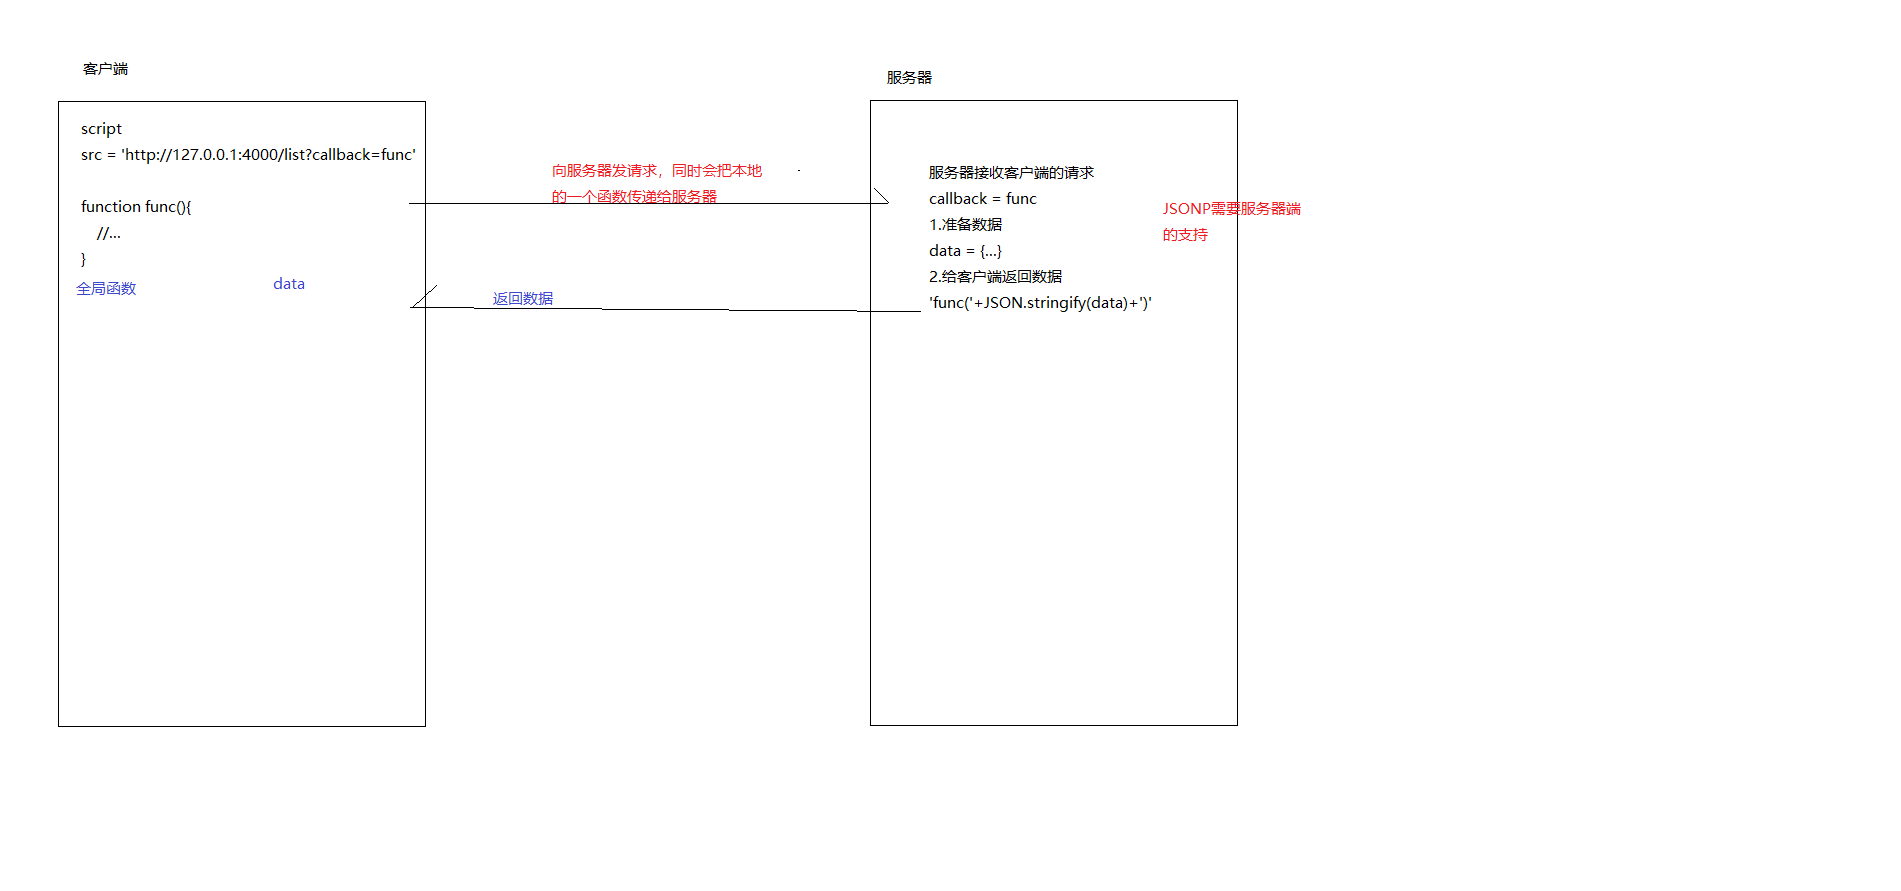 客户端
script
src = 'http://127.0.0.1:4000/list?callback=func'
function func(){
//...
}
全局函数
data
向服务器发请求，同时会把本地
的一个函数传递给服务器
返回数据
服务器
服务器接收客户端的请求
callback = func
1.准备数据
data = {...}
2.给客户端返回数据
'func('+JSON.stringify(data)+')'
JSONP需要服务器端
的支持